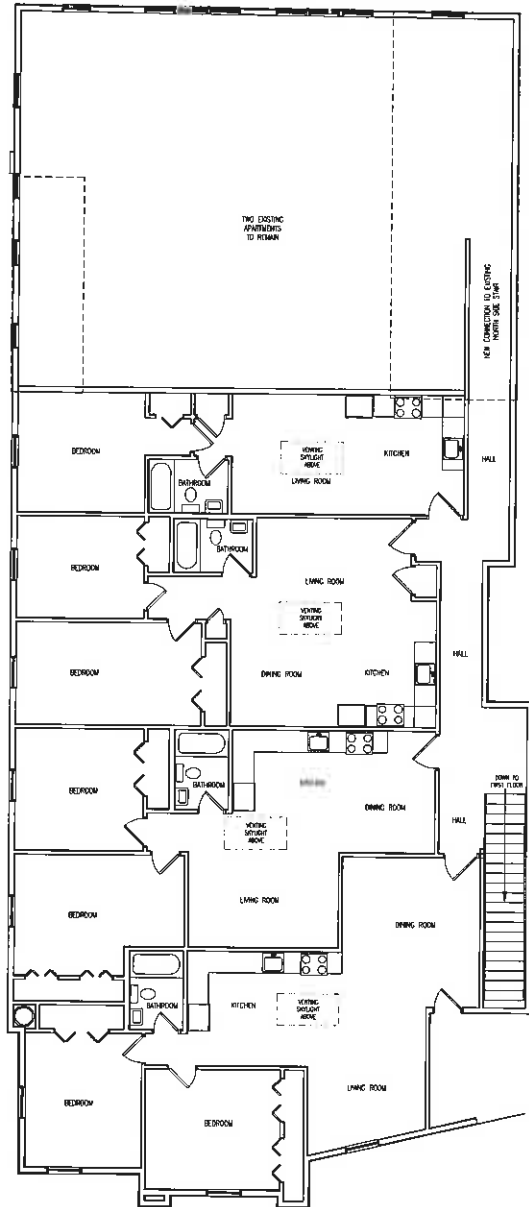 TWO EXISTING
APARTMENTS
TO REMAIN
NEW CONNECTION TO EXISTING
NORTH SIDE STAIR
BEDROOM
VENTING
SKYLIGHT
ABOVE
KITCHEN
HALL
BATHROOM
LIVING ROOM
BATHROOM
BEDROOM
LIVING ROOM
VENTING
SKYLIGHT
ABOVE
HALL
BEDROOM
DINING ROOM
KITCHEN
BATHROOM
DOWN TO
FIRST FLOOR
BEDROOM
DINING ROOM
HALL
VENTING
SKYLIGHT
ABOVE
LIVING ROOM
BEDROOM
DINING ROOM
BATHROOM
KITCHEN
VENTING
SKYLIGHT
ABOVE
LIVING ROOM
BEDROOM
BEDROOM